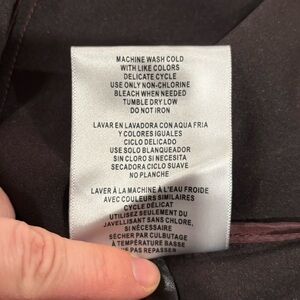 MACHINE WASH COLD
WITH LIKE COLORS
DELICATE CYCLE
USE ONLY NON-CHLORINE
BLEACH WHEN NEEDED
TUMBLE DRY LOW
DO NOT IRON
LAVAR EN LAVADORA CON AQUA FRIA
Y COLORES IGUALES
CICLO DELICADO
USE SOLO BLANQUEADOR
SIN CLORO SI NECESITA
SECADORA CICLO SUAVE
NO PLANCHE
LAVER À LA MACHINE À L'EAU FROIDE
AVEC COULEURS SIMILAIRES
CYCLE DÉLICAT
UTILISEZ SEULEMENT DU
JAVELLISANT SANS CHLORE,
SI NÉCESSAIRE
SÉCHER PAR CULBUTAGE
À TEMPÉRATURE BASSE
NE PAS REPASSER